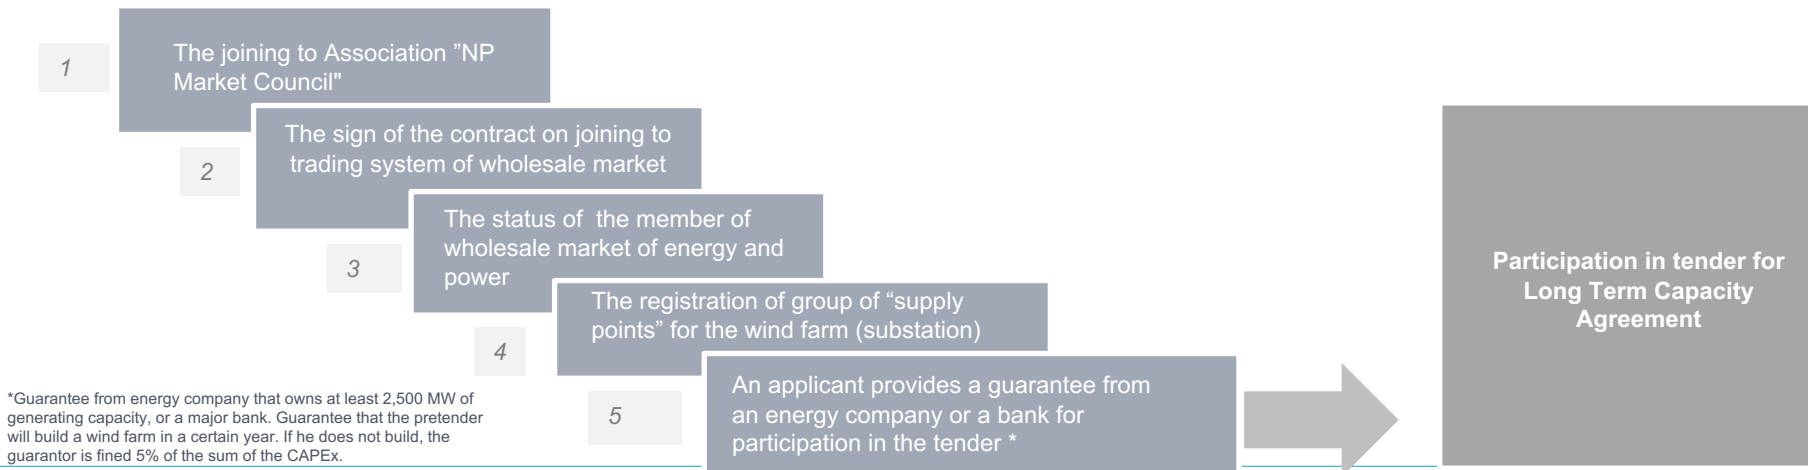 1
The joining to Association ”NP
Market Council"
2
The sign of the contract on joining to
trading system of wholesale market
3
The status of  the member of
wholesale market of energy and
power
4
The registration of group of “supply
points” for the wind farm (substation)
5
An applicant provides a guarantee from
an energy company or a bank for
participation in the tender *
Participation in tender for
Long Term Capacity
Agreement
*Guarantee from energy company that owns at least 2,500 MW of
generating capacity, or a major bank. Guarantee that the pretender
will build a wind farm in a certain year. If he does not build, the
guarantor is fined 5% of the sum of the CAPEx.